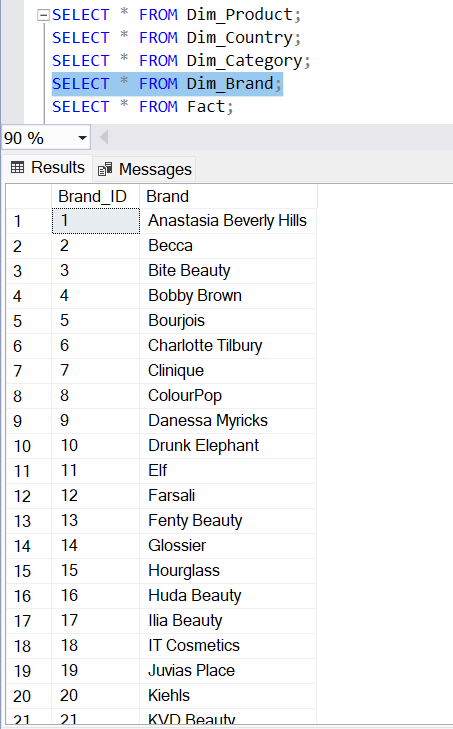 SELECT * FROM Dim_Product;
SELECT * FROM Dim_Country;
SELECT * FROM Dim_Category;
SELECT * FROM Dim_Brand;
SELECT * FROM Fact;
90 %
Results Messages
Brand_ID Brand
1 1 Anastasia Beverly Hills
2 2 Becca
3 3 Bite Beauty
4 4 Bobby Brown
5 5 Bourjois
6 6 Charlotte Tilbury
7 7 Clinique
8 8 ColourPop
9 9 Danessa Myricks
10 10 Drunk Elephant
11 11 Elf
12 12 Farsali
13 13 Fenty Beauty
14 14 Glossier
15 15 Hourglass
16 16 Huda Beauty
17 17 Ilia Beauty
18 18 IT Cosmetics
19 19 Juvias Place
20 20 Kiehls
21 21 KVD Beauty